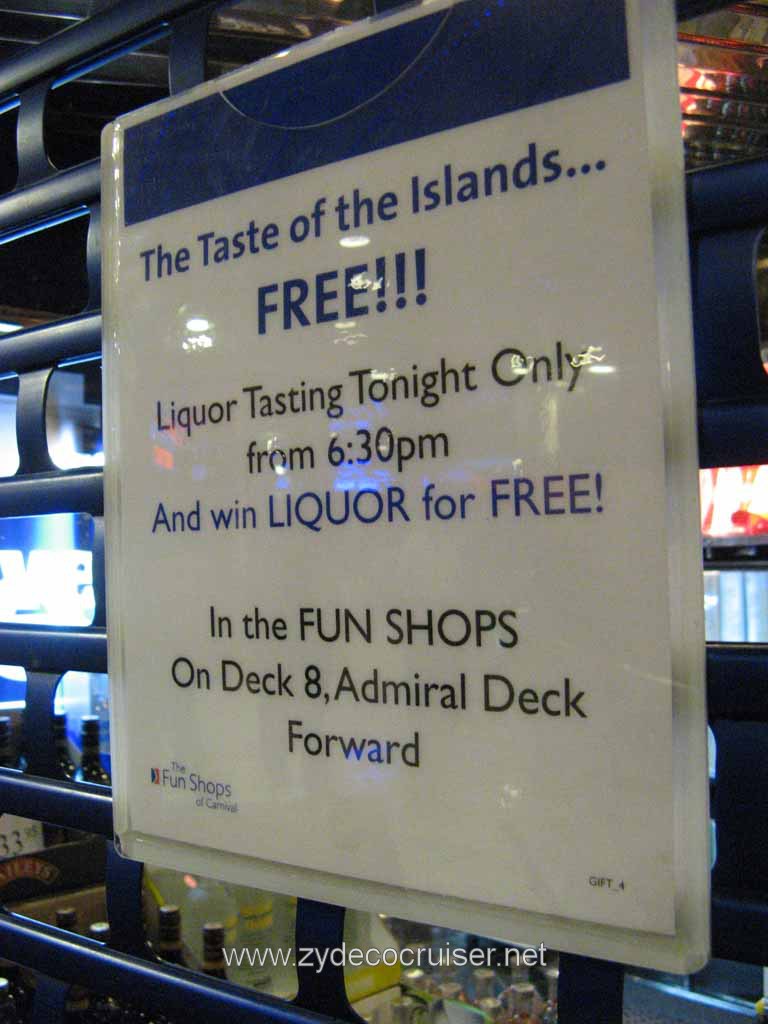 The Taste of the Islands...
FREE!!!
Liquor Tasting Tonight Only
from 6:30pm
And win LIQUOR for FREE!
In the FUN SHOPS
On Deck 8, Admiral Deck
Forward
The
Fun Shops
of Carnival
GIFT_4
33
www.zydecocruiser.net